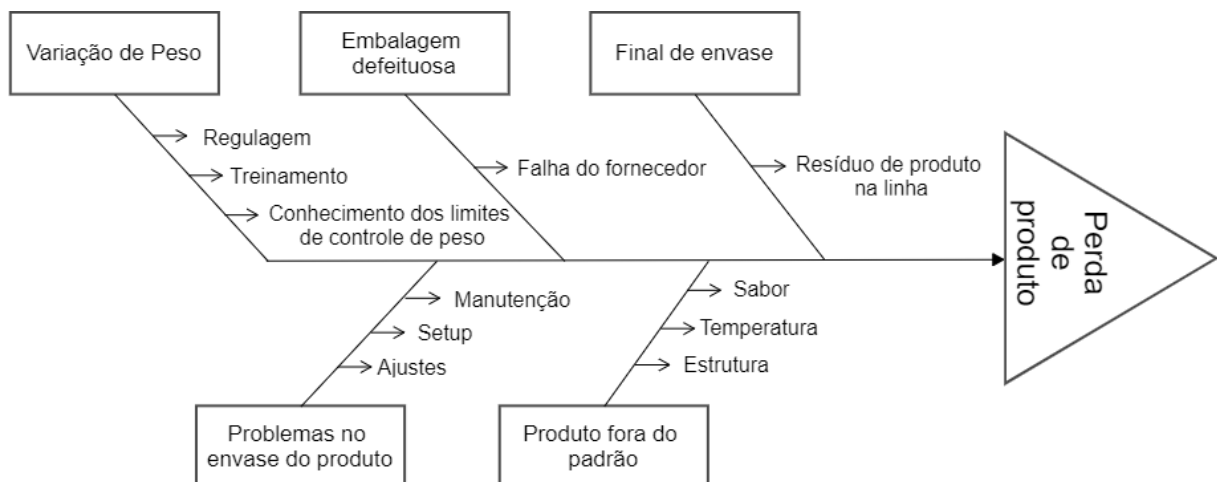 Variação de Peso
Embalagem
defeituosa
Final de envase
Regulagem
Treinamento
Conhecimento dos limites
de controle de peso
Falha do fornecedor
Resíduo de produto
na linha
Perda
de
produto
Manutenção
Setup
Ajustes
Sabor
Temperatura
Estrutura
Problemas no
envase do produto
Produto fora do
padrão